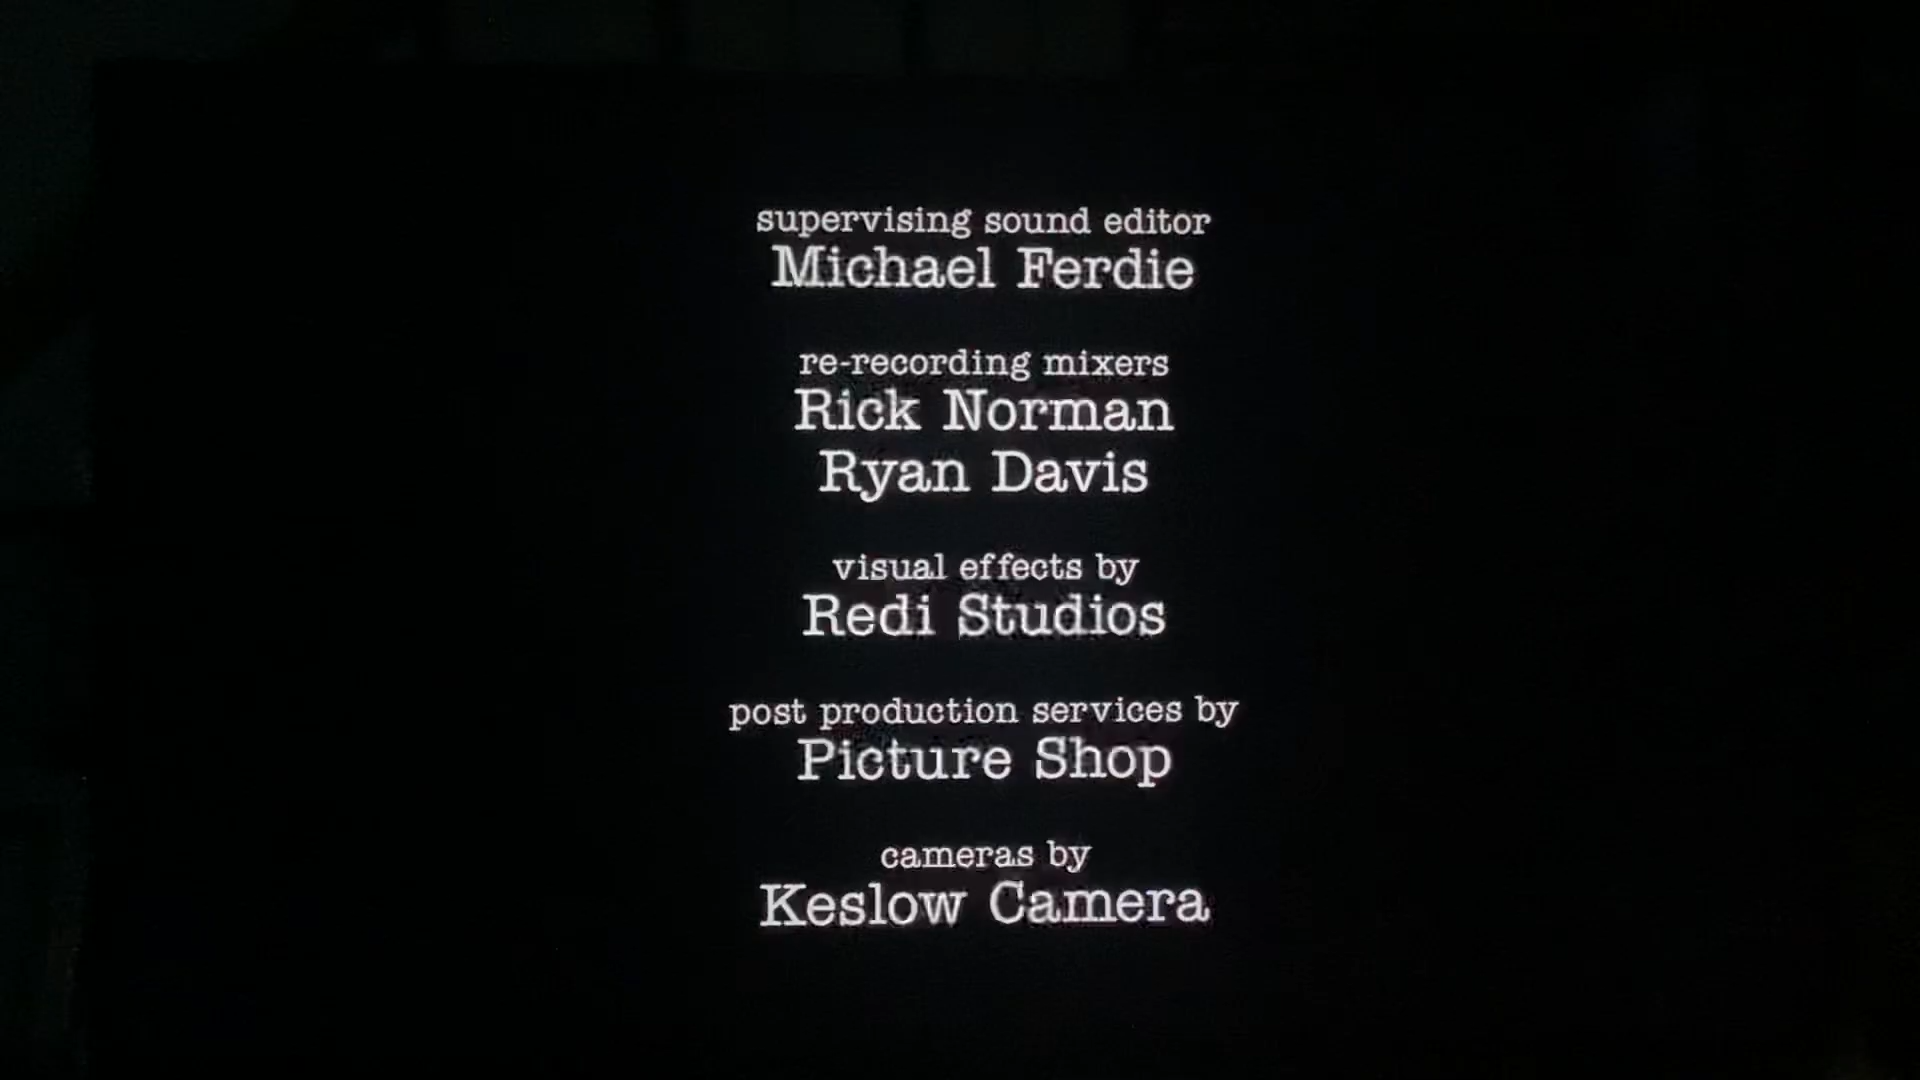 supervising sound editor
Michael Ferdie
re-recording mixers
Rick Norman
Ryan Davis
visual effects by
Redi Studios
post production services by
Picture Shop
cameras by
Keslow Camera